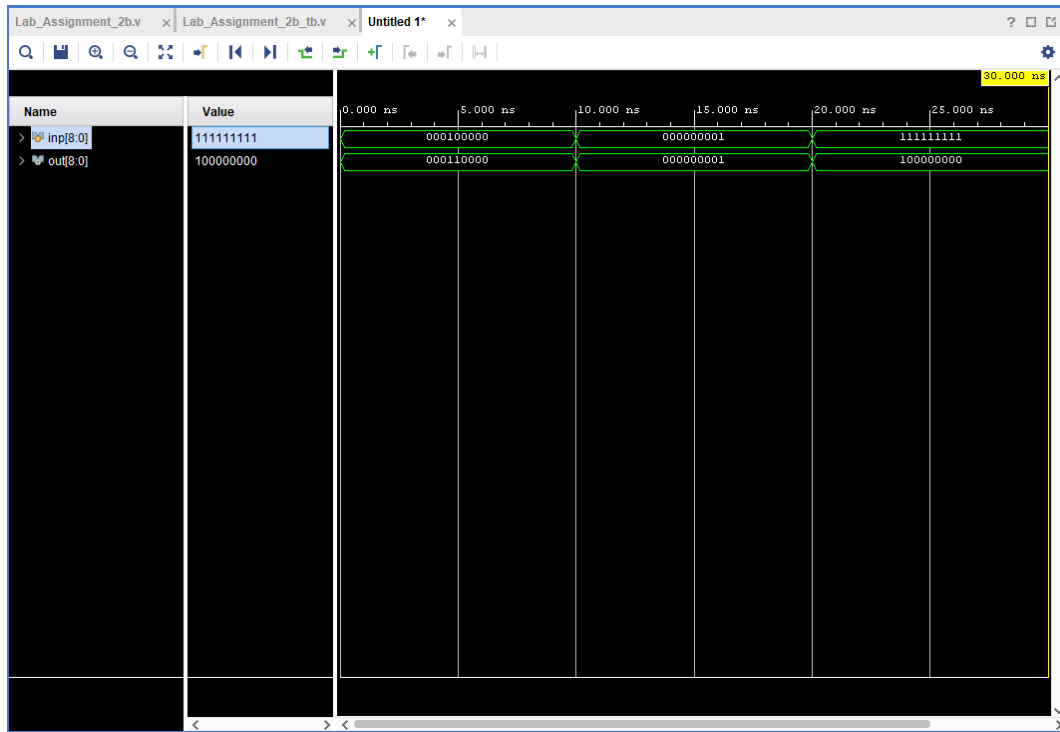 Lab_Assignment_2b.v × Lab_Assignment_2b_tb.v × Untitled 1* × ?
30.000 ns
Name Value 0.000 ns 5.000 ns 10.000 ns 15.000 ns 20.000 ns 25.000 ns
> inp[8:0] 111111111 000100000 000000001 111111111
> out[8:0] 100000000 000110000 000000001 100000000